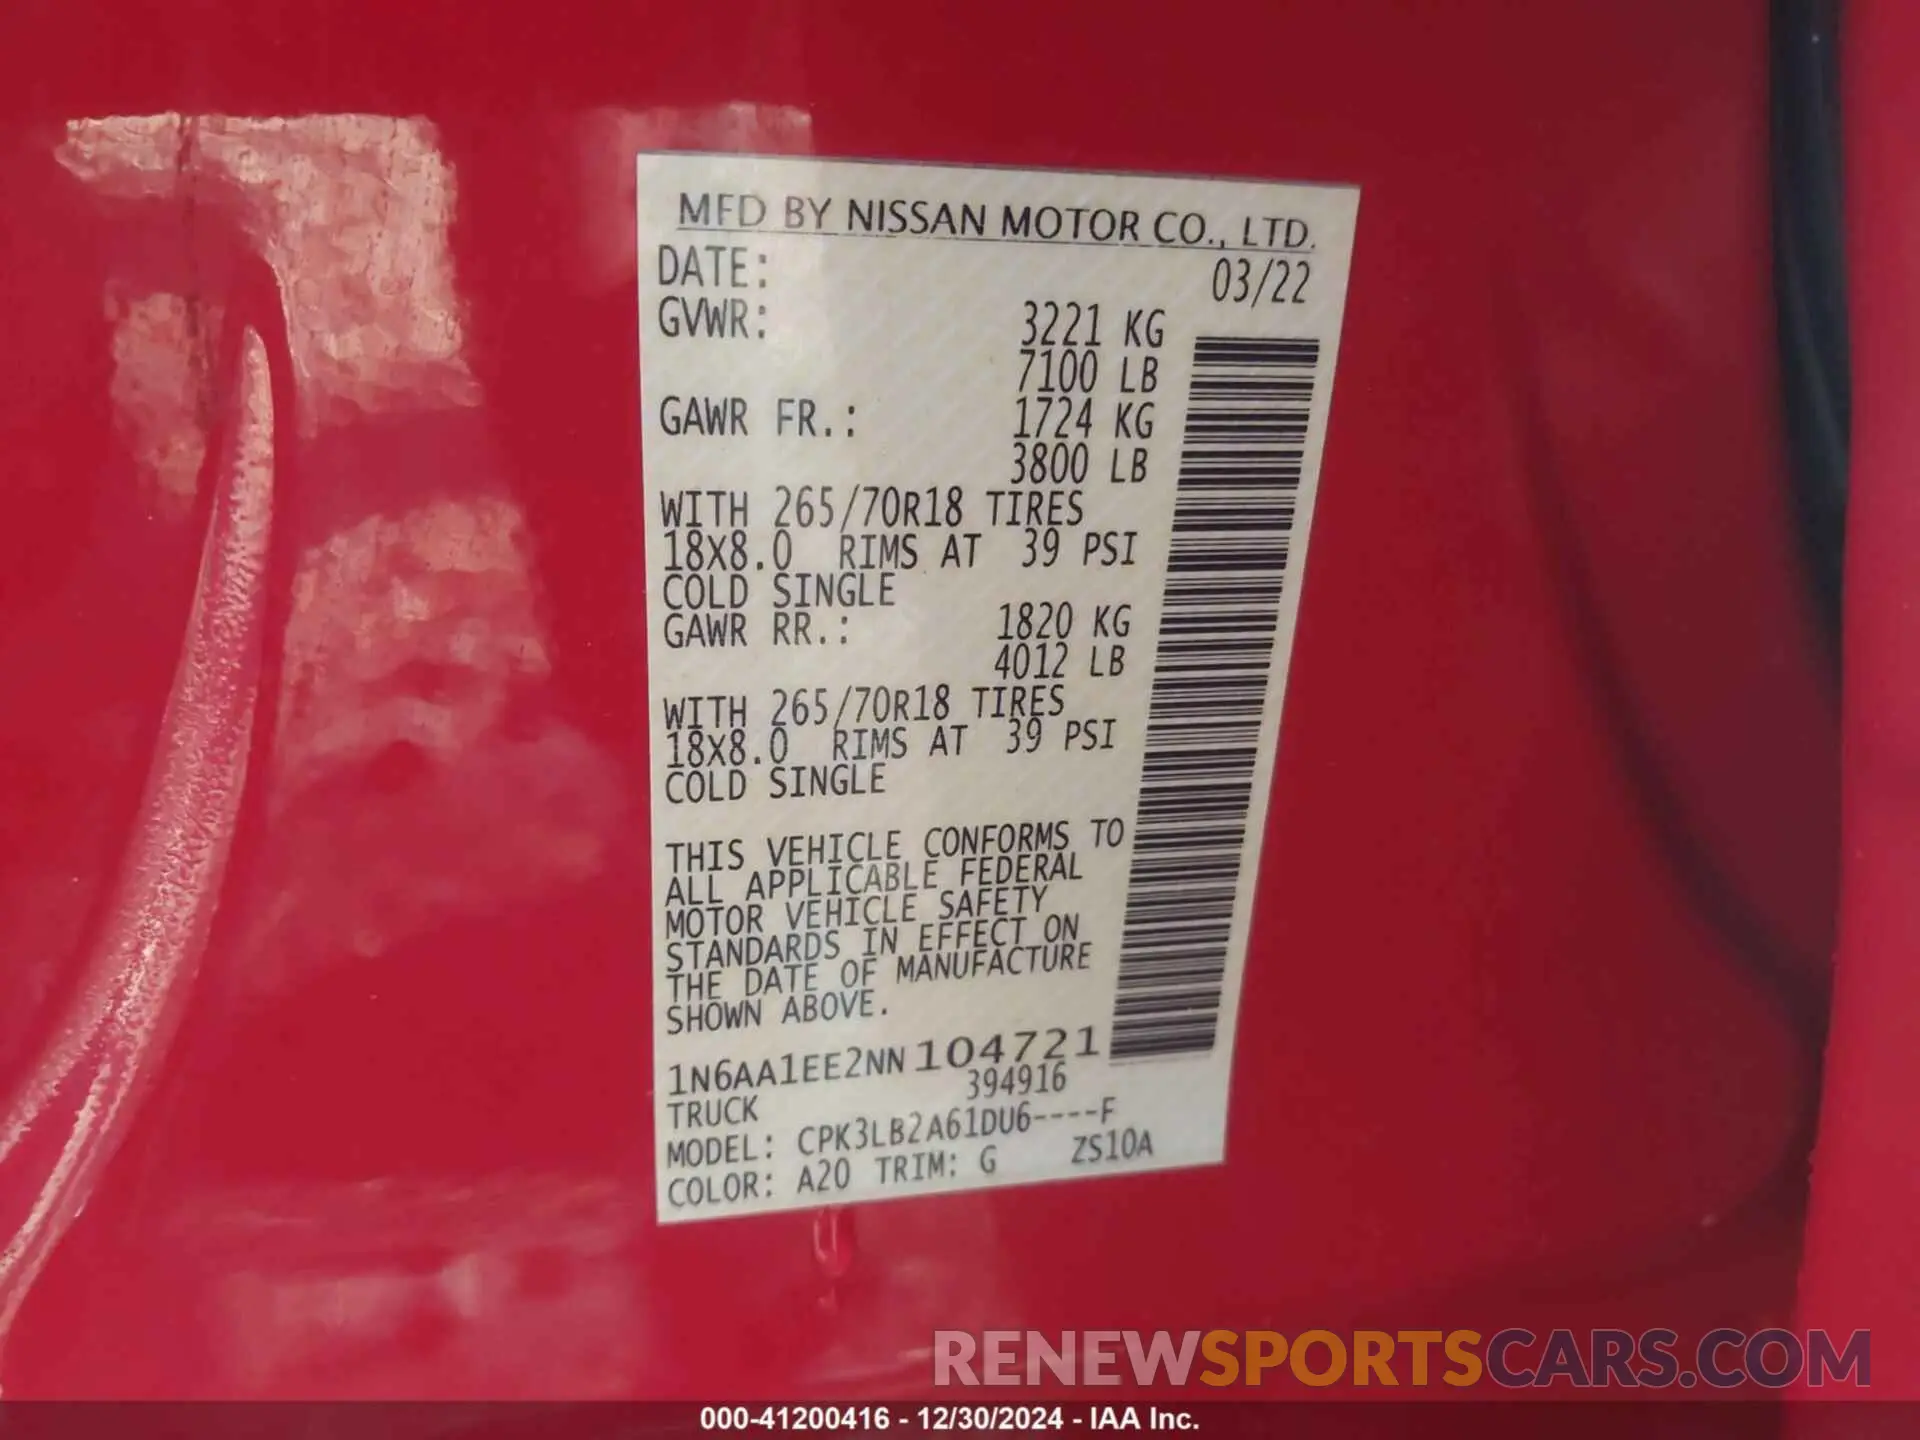 MFD BY NISSAN MOTOR CO., LTD.
DATE: 03/22
GVWR: 3221 KG
7100 LB
GAWR FR.: 1724 KG
3800 LB
WITH 265/70R18 TIRES
18X8.0 RIMS AT 39 PSI
COLD SINGLE
GAWR RR.: 1820 KG
4012 LB
WITH 265/70R18 TIRES
18X8.0 RIMS AT 39 PSI
COLD SINGLE
THIS VEHICLE CONFORMS TO
ALL APPLICABLE FEDERAL
MOTOR VEHICLE SAFETY
STANDARDS IN EFFECT ON
THE DATE OF MANUFACTURE
SHOWN ABOVE.
1N6AA1EE2NN104721
394916
TRUCK
MODEL: CPK3LB2A61DU6----F
COLOR: A20 TRIM: G ZS10A
RENEWSPORTSCARS.COM
000-41200416 - 12/30/2024 - IAA Inc.